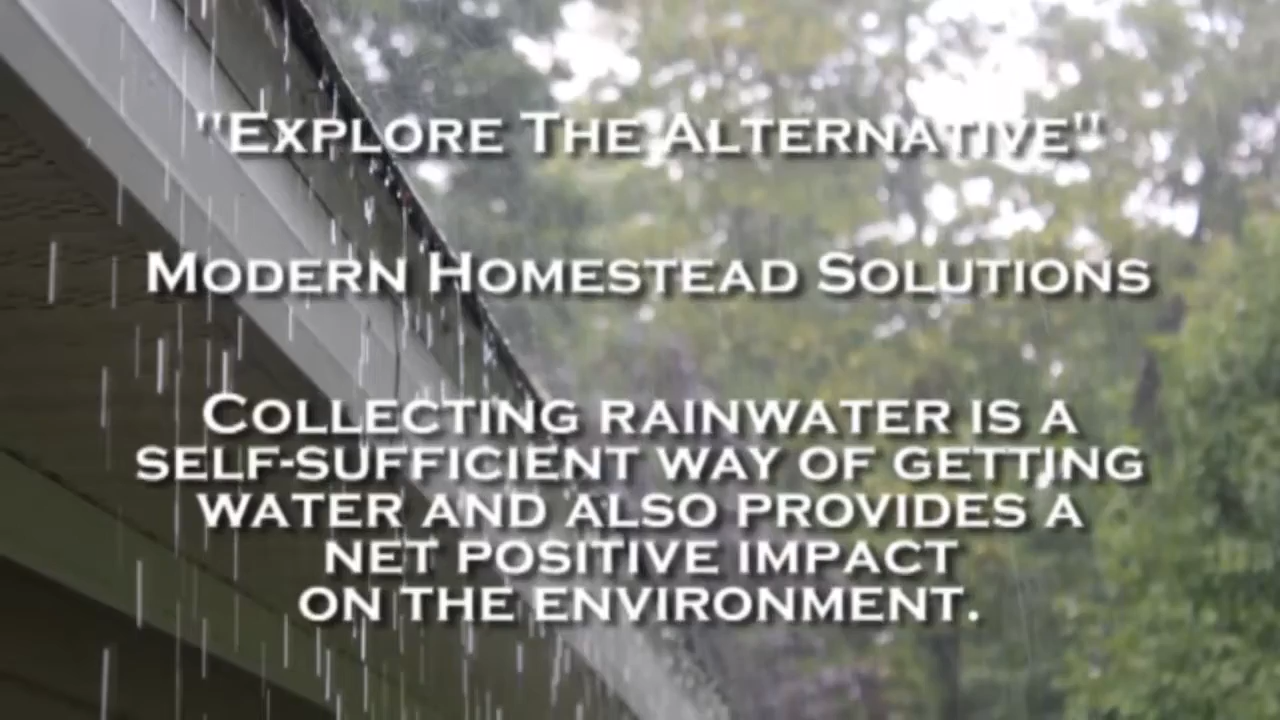 "Explore The Alternative"
Modern Homestead Solutions
Collecting rainwater is a
self-sufficient way of getting
water and also provides a
net positive impact
on the environment.